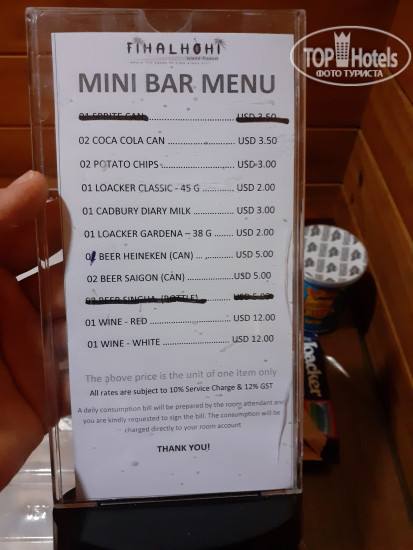 TOP Hotels
ФОТО ТУРИСТА
FIHALHOHI
Island Resort
MINI BAR MENU
01 SPRITE CAN ........................ USD 3.50
02 COCA COLA CAN ................... USD 3.50
02 POTATO CHIPS ..................... USD 3.00
01 LOACKER CLASSIC - 45 G ........ USD 2.00
01 CADBURY DIARY MILK ............. USD 3.00
01 LOACKER GARDENA – 38 G ...... USD 2.00
02 BEER HEINEKEN (CAN) ... ......... USD 5.00
02 BEER SAIGON (CAN) ............... USD 5.00
02 BEER SINGHA (BOTTLE) ........... USD 5.00
01 WINE - RED .......................... USD 12.00
01 WINE - WHITE ...................... USD 12.00
The above price is the unit of one item only
All rates are subject to 10% Service Charge & 12% GST
A daily consumption bill will be prepared by the room attendant and
you are kindly requested to sign the bill. The consumption will be
charged directly to your room account
THANK YOU!